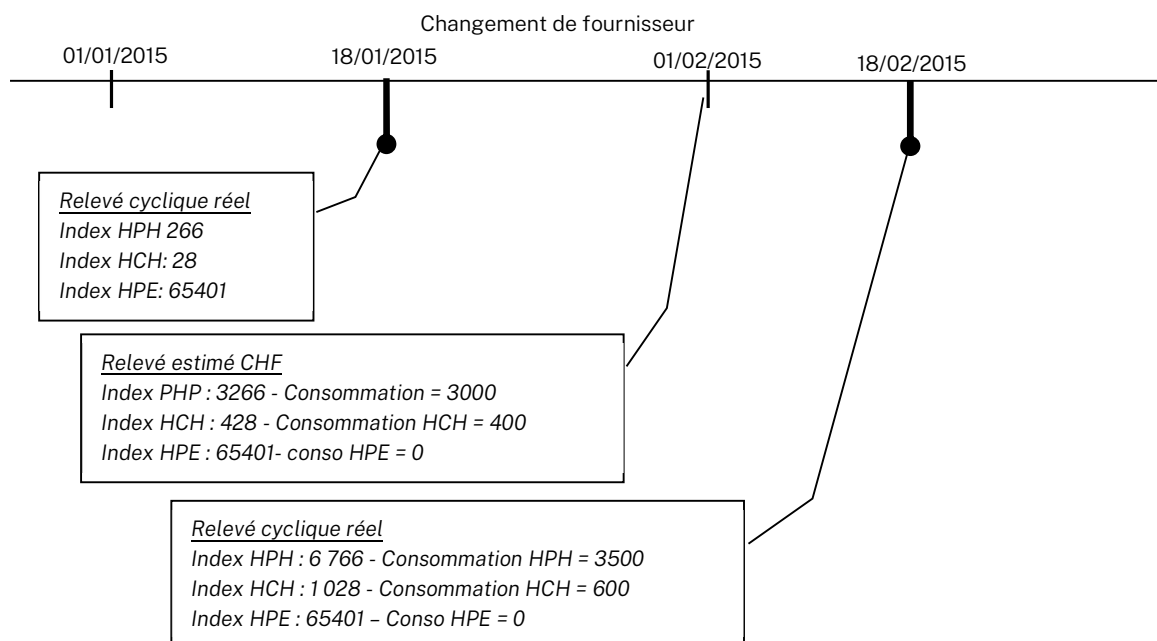 Changement de fournisseur
01/01/2015 18/01/2015 01/02/2015 18/02/2015
Relevé cyclique réel
Index HPH 266
Index HCH: 28
Index HPE: 65401
Relevé estimé CHF
Index PHP : 3266 - Consommation = 3000
Index HCH : 428 - Consommation HCH = 400
Index HPE : 65401- conso HPE = 0
Relevé cyclique réel
Index HPH : 6 766 - Consommation HPH = 3500
Index HCH : 1 028 - Consommation HCH = 600
Index HPE : 65401 – Conso HPE = 0